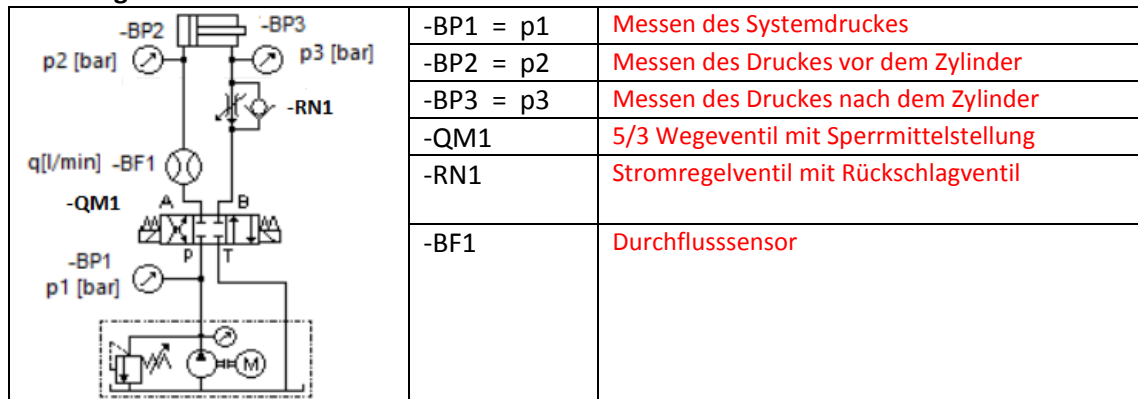 -BP2
-BP3
p2 [bar]
p3 [bar]
-RN1
q[l/min] -BF1
-QM1
A
B
P
T
-BP1
p1 [bar]
M
-BP1 = p1
Messen des Systemdruckes
-BP2 = p2
Messen des Druckes vor dem Zylinder
-BP3 = p3
Messen des Druckes nach dem Zylinder
-QM1
5/3 Wegeventil mit Sperrmittelstellung
-RN1
Stromregelventil mit Rückschlagventil
-BF1
Durchflusssensor